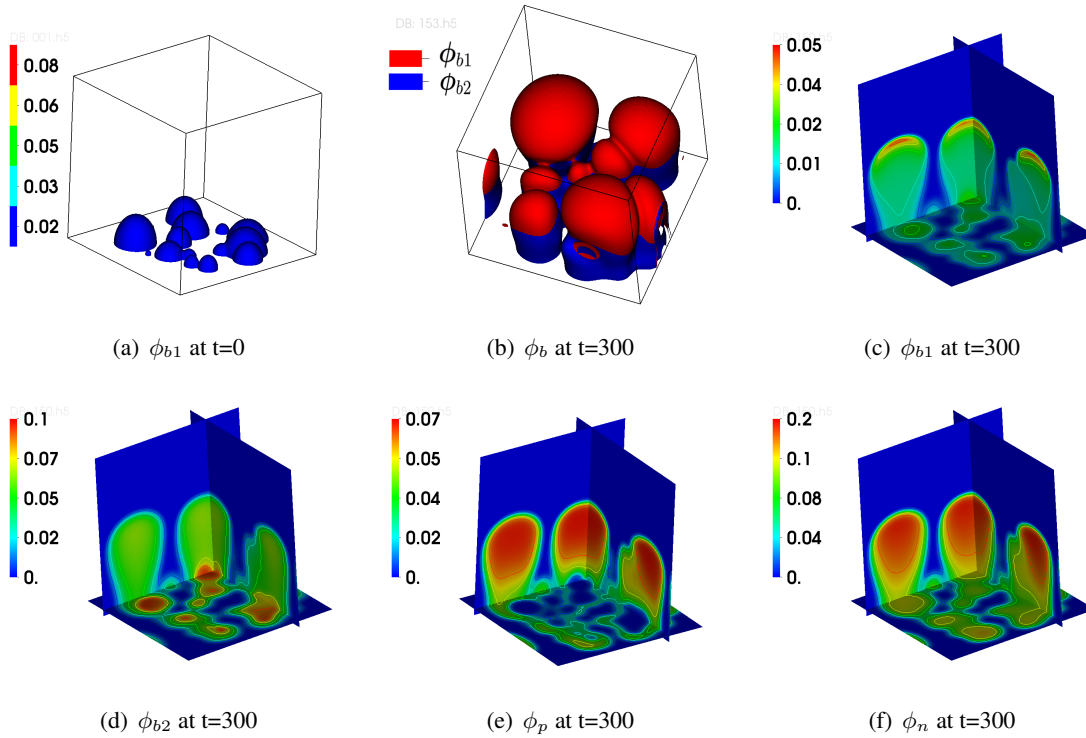 DB: 001.h5
0.08
0.06
0.05
0.03
0.02
(a) ϕb1 at t=0
DB: 153.h5
ϕb1
ϕb2
(b) ϕb at t=300
0.05
0.04
0.02
0.01
0.
(c) ϕb1 at t=300
0.1
0.07
0.05
0.02
0.
(d) ϕb2 at t=300
0.07
0.05
0.04
0.02
0.
(e) ϕp at t=300
0.2
0.1
0.08
0.04
0.
(f) ϕn at t=300